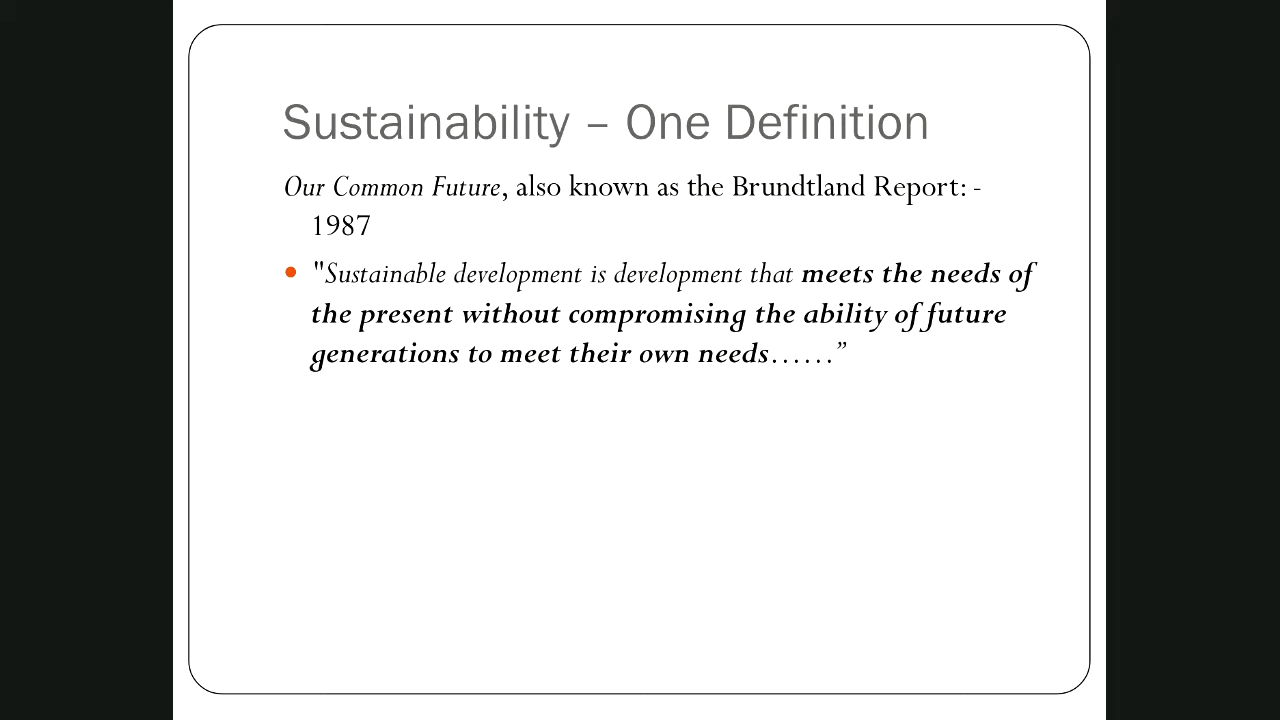 Sustainability – One Definition
Our Common Future, also known as the Brundtland Report: -
1987
"Sustainable development is development that meets the needs of
the present without compromising the ability of future
generations to meet their own needs……”